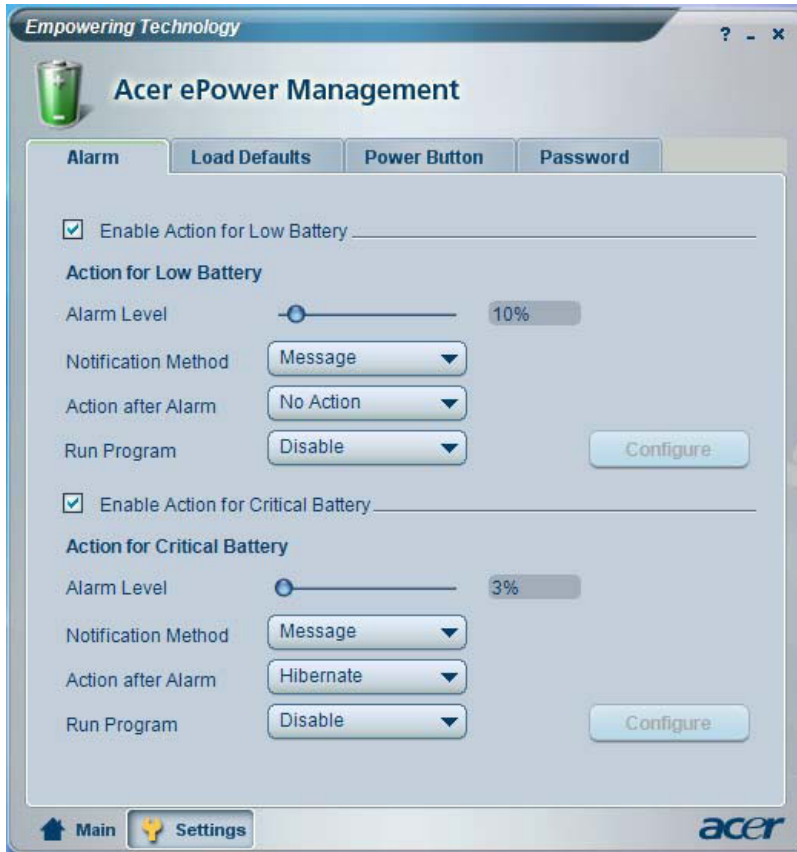 Empowering Technology
? - x
Acer ePower Management
Alarm Load Defaults Power Button Password
Enable Action for Low Battery
Action for Low Battery
Alarm Level 10%
Notification Method Message
Action after Alarm No Action
Run Program Disable Configure
Enable Action for Critical Battery
Action for Critical Battery
Alarm Level 3%
Notification Method Message
Action after Alarm Hibernate
Run Program Disable Configure
Main Settings acer